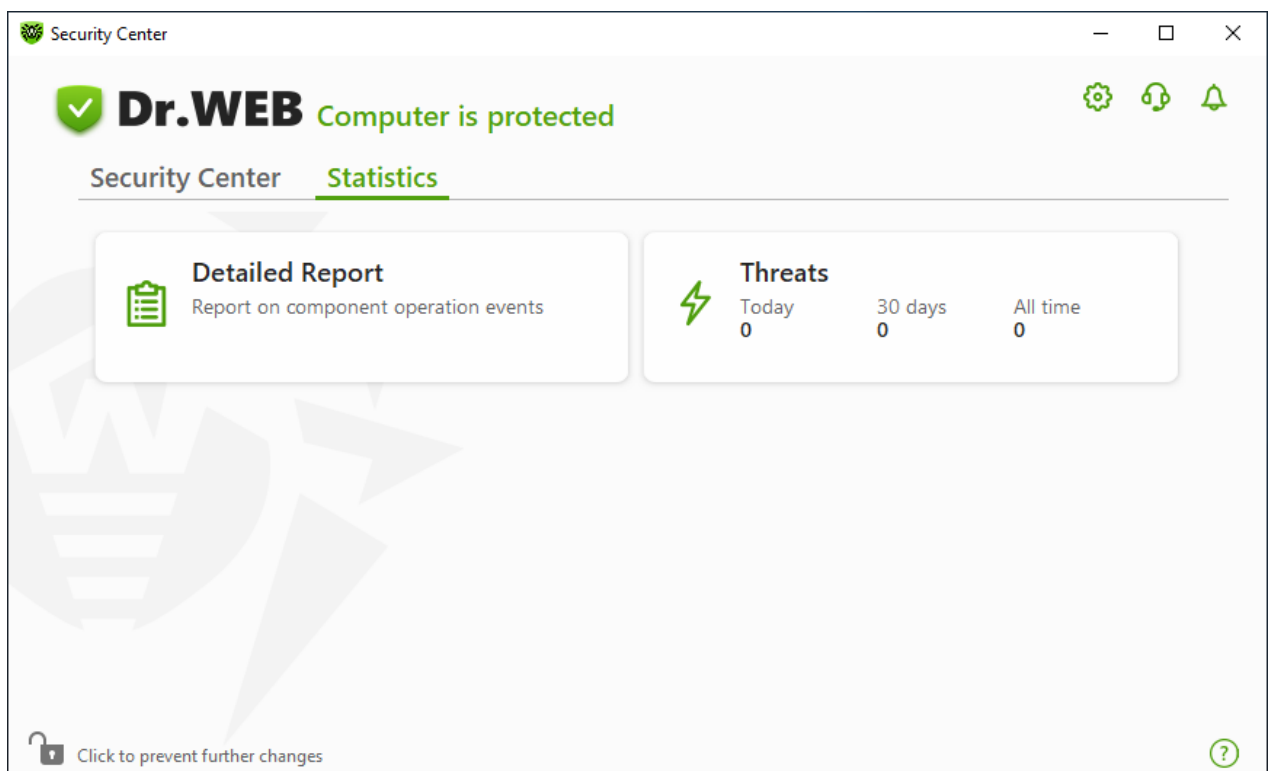 Security Center
Dr.WEB Computer is protected
Security Center Statistics
Detailed Report
Report on component operation events
Threats
Today 30 days All time
0 0 0
Click to prevent further changes
?